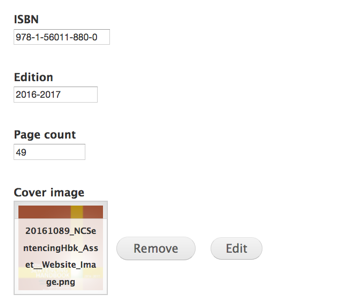 ISBN
978-1-56011-880-0
Edition
2016-2017
Page count
49
Cover image
20161089_NCSe
ntencingHbk_Ass
et__Website_Ima
ge.png
Remove
Edit